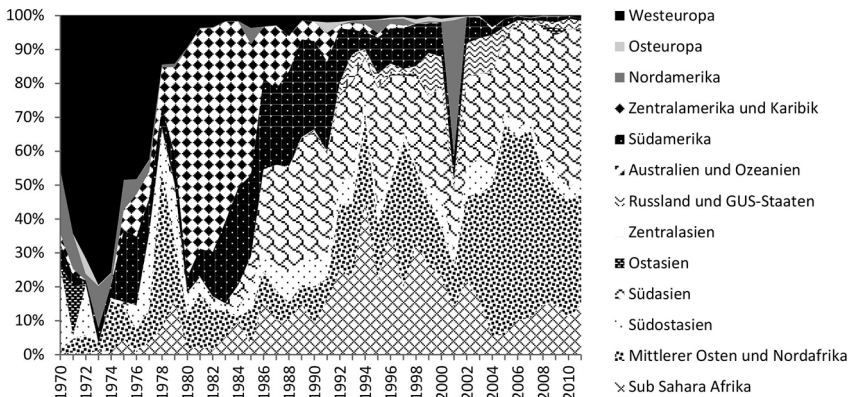 100%
90%
80%
70%
60%
50%
40%
30%
20%
10%
0%
1970
1972
1974
1976
1978
1980
1982
1984
1986
1988
1990
1992
1994
1996
1998
2000
2002
2004
2006
2008
2010
Westeuropa
Osteuropa
Nordamerika
Zentralamerika und Karibik
Südamerika
Australien und Ozeanien
Russland und GUS-Staaten
Zentralasien
Ostasien
Südasien
Südostasien
Mittlerer Osten und Nordafrika
Sub Sahara Afrika